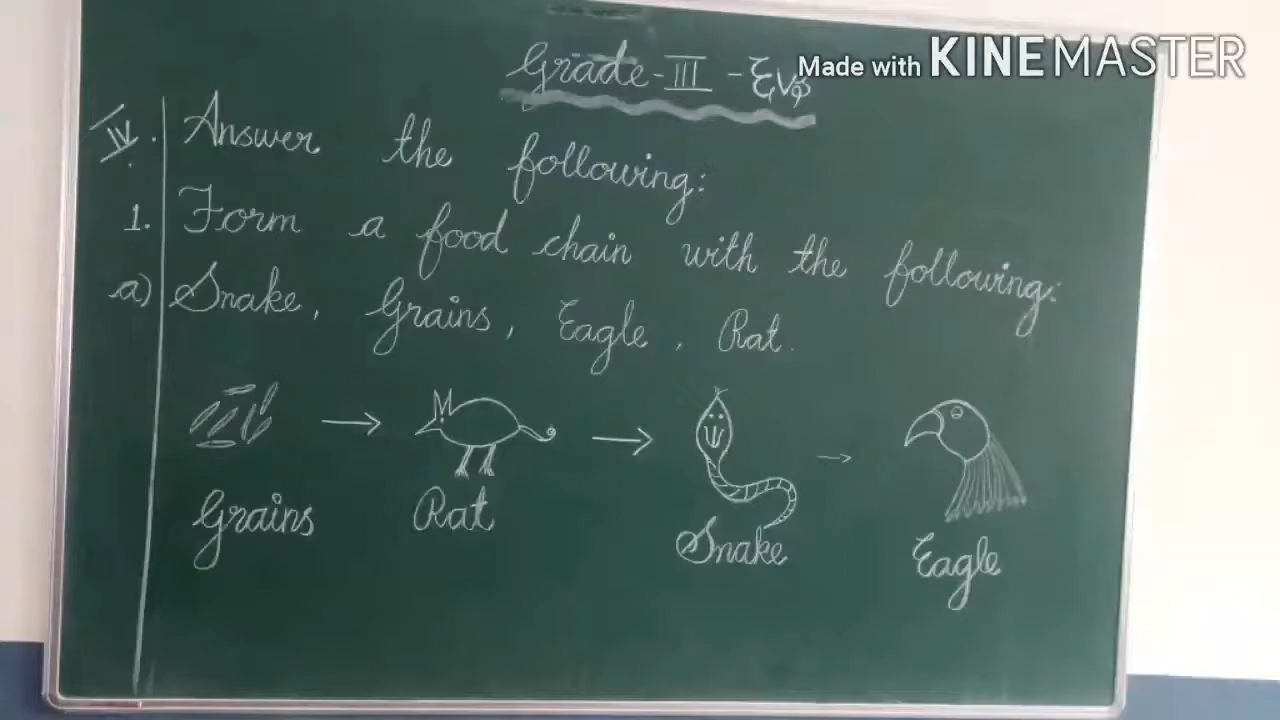 Grade-III - EVS
Made with KINEMASTER
IV. Answer the following:
1. Form a food chain with the following:
a) Snake, Grains, Eagle, Rat.
Grains Rat Snake Eagle